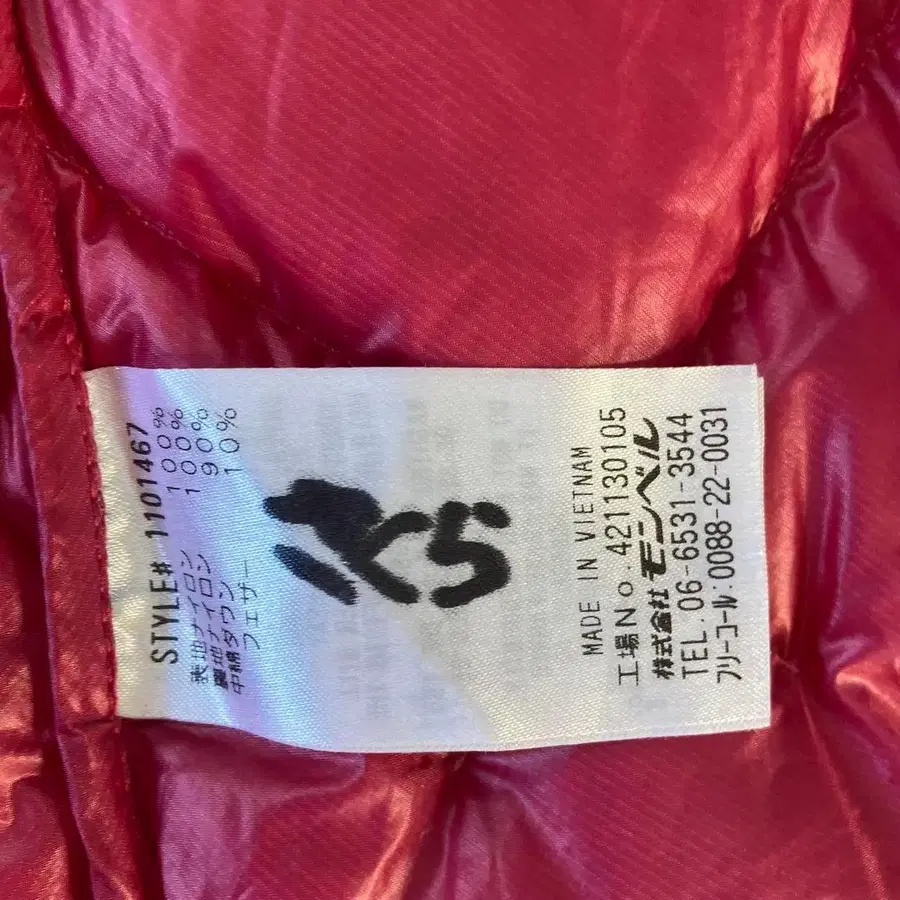 STYLE# 1101467
表地ナイロン 100%
裏地ナイロン 100%
中綿ダウン 90%
フェザー 10%
MADE IN VIETNAM
工場No.421130105
株式会社モンベル
TEL.06-6531-3544
フリーコール:0088-22-0031